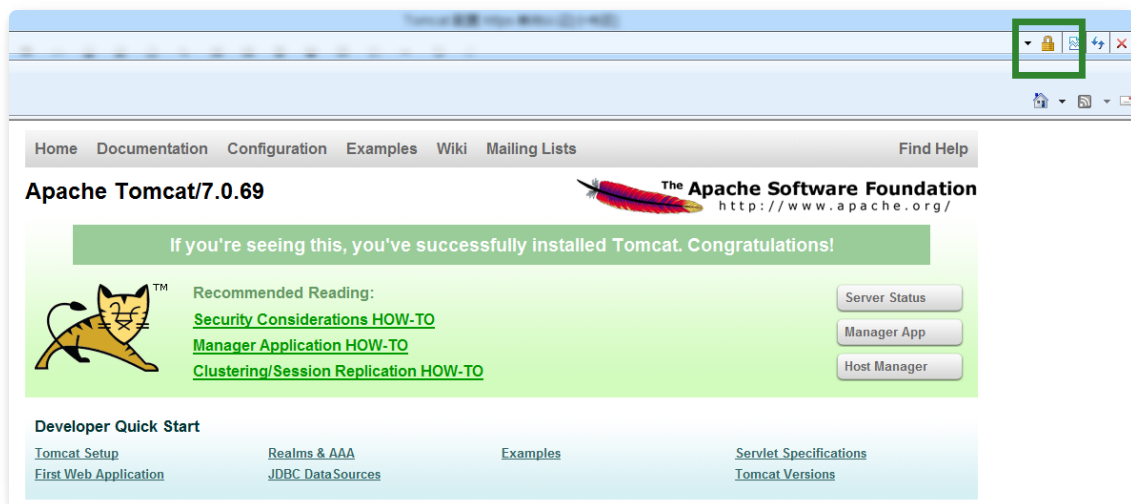 Home Documentation Configuration Examples Wiki Mailing Lists Find Help
Apache Tomcat/7.0.69
The Apache Software Foundation
http://www.apache.org/
If you're seeing this, you've successfully installed Tomcat. Congratulations!
TM
Recommended Reading:
Security Considerations HOW-TO
Manager Application HOW-TO
Clustering/Session Replication HOW-TO
Server Status
Manager App
Host Manager
Developer Quick Start
Tomcat Setup
First Web Application
Realms & AAA
JDBC DataSources
Examples
Servlet Specifications
Tomcat Versions